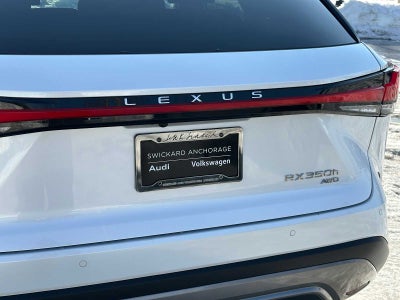 LEXUS
SWICKARD ANCHORAGE
Audi Volkswagen
RX350h
AWD